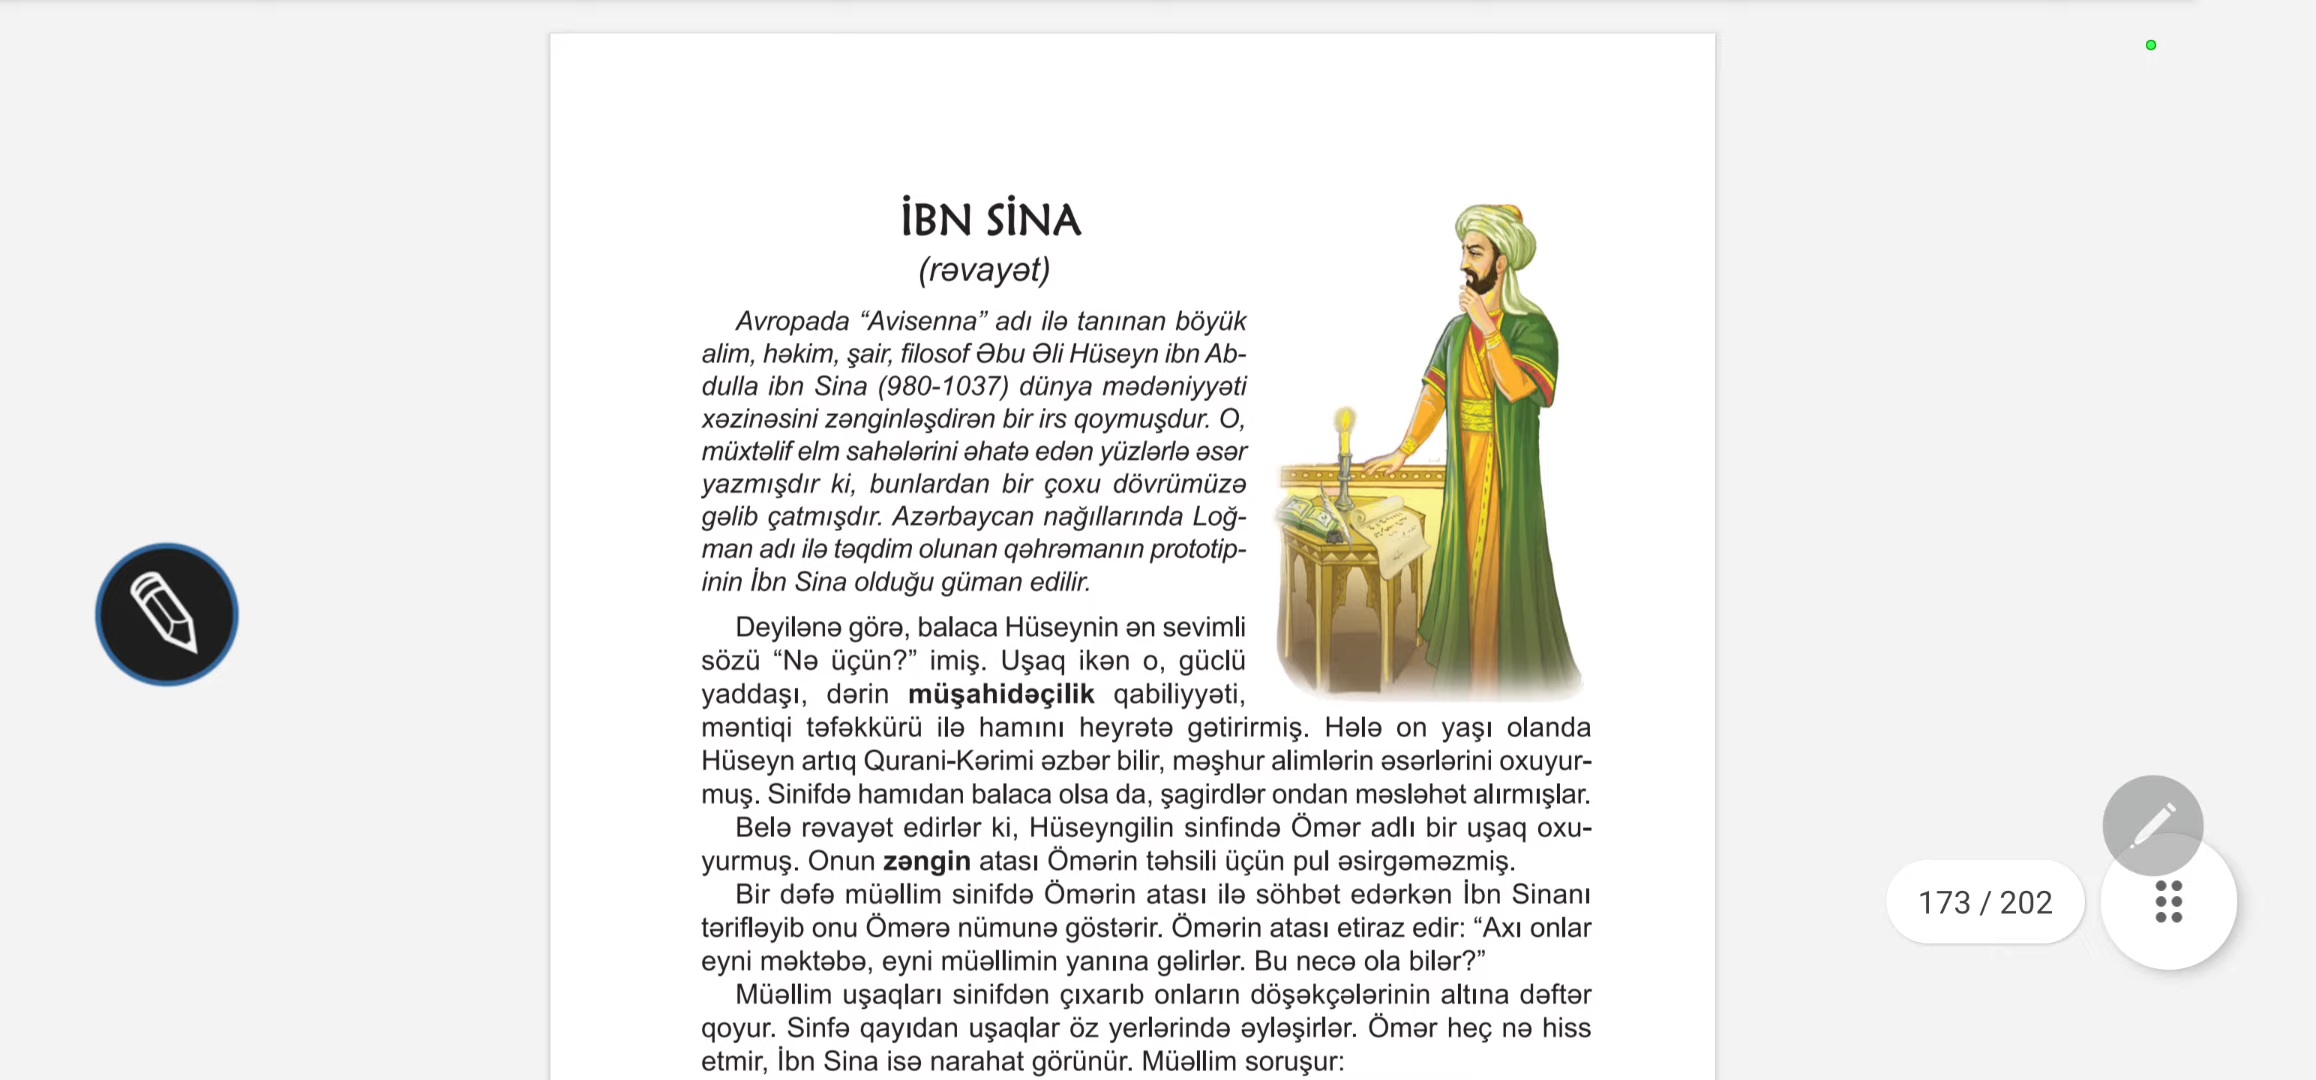 İBN SİNA
(rəvayət)
Avropada “Avisenna” adı ilə tanınan böyük
alim, həkim, şair, filosof Əbu Əli Hüseyn ibn Ab-
dulla ibn Sina (980-1037) dünya mədəniyyəti
xəzinəsini zənginləşdirən bir irs qoymuşdur. O,
müxtəlif elm sahələrini əhatə edən yüzlərlə əsər
yazmışdır ki, bunlardan bir çoxu dövrümüzə
gəlib çatmışdır. Azərbaycan nağıllarında Loğ-
man adı ilə təqdim olunan qəhrəmanın prototip-
inin İbn Sina olduğu güman edilir.
Deyilənə görə, balaca Hüseynin ən sevimli
sözü “Nə üçün?” imiş. Uşaq ikən o, güclü
yaddaşı, dərin müşahidəçilik qabiliyyəti,
məntiqi təfəkkürü ilə hamını heyrətə gətirirmiş. Hələ on yaşı olanda
Hüseyn artıq Qurani-Kərimi əzbər bilir, məşhur alimlərin əsərlərini oxuyur-
muş. Sinifdə hamıdan balaca olsa da, şagirdlər ondan məsləhət alırmışlar.
Belə rəvayət edirlər ki, Hüseyngilin sinfində Ömər adlı bir uşaq oxu-
yurmuş. Onun zəngin atası Ömərin təhsili üçün pul əsirgəməzmiş.
Bir dəfə müəllim sinifdə Ömərin atası ilə söhbət edərkən İbn Sinanı
tərifləyib onu Ömərə nümunə göstərir. Ömərin atası etiraz edir: “Axı onlar
eyni məktəbə, eyni müəllimin yanına gəlirlər. Bu necə ola bilər?”
Müəllim uşaqları sinifdən çıxarıb onların döşəkçələrinin altına dəftər
qoyur. Sinfə qayıdan uşaqlar öz yerlərində əyləşirlər. Ömər heç nə hiss
etmir, İbn Sina isə narahat görünür. Müəllim soruşur:
173 / 202